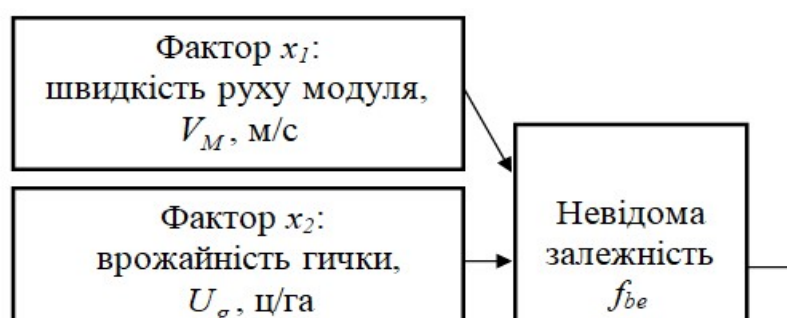 Фактор x₁:
швидкість руху модуля,
V_M, м/с
Фактор x₂:
врожайність гички,
U_g, ц/га
Невідома
залежність
f_be